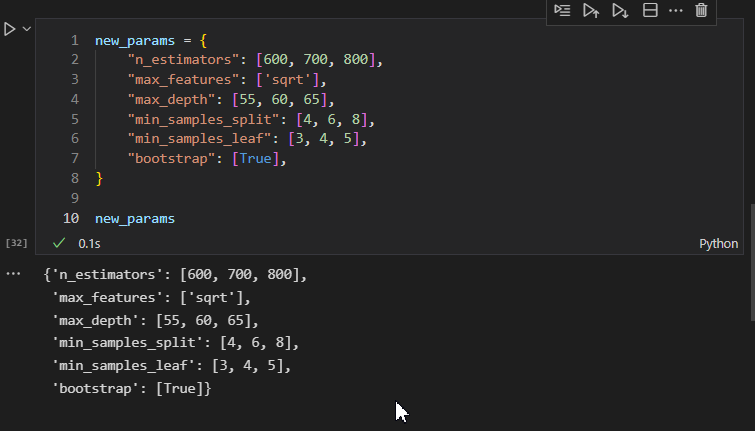 1 new_params = {
2     "n_estimators": [600, 700, 800],
3     "max_features": ['sqrt'],
4     "max_depth": [55, 60, 65],
5     "min_samples_split": [4, 6, 8],
6     "min_samples_leaf": [3, 4, 5],
7     "bootstrap": [True],
8 }
9
10 new_params
[32] ✓ 0.1s Python
... {'n_estimators': [600, 700, 800],
 'max_features': ['sqrt'],
 'max_depth': [55, 60, 65],
 'min_samples_split': [4, 6, 8],
 'min_samples_leaf': [3, 4, 5],
 'bootstrap': [True]}